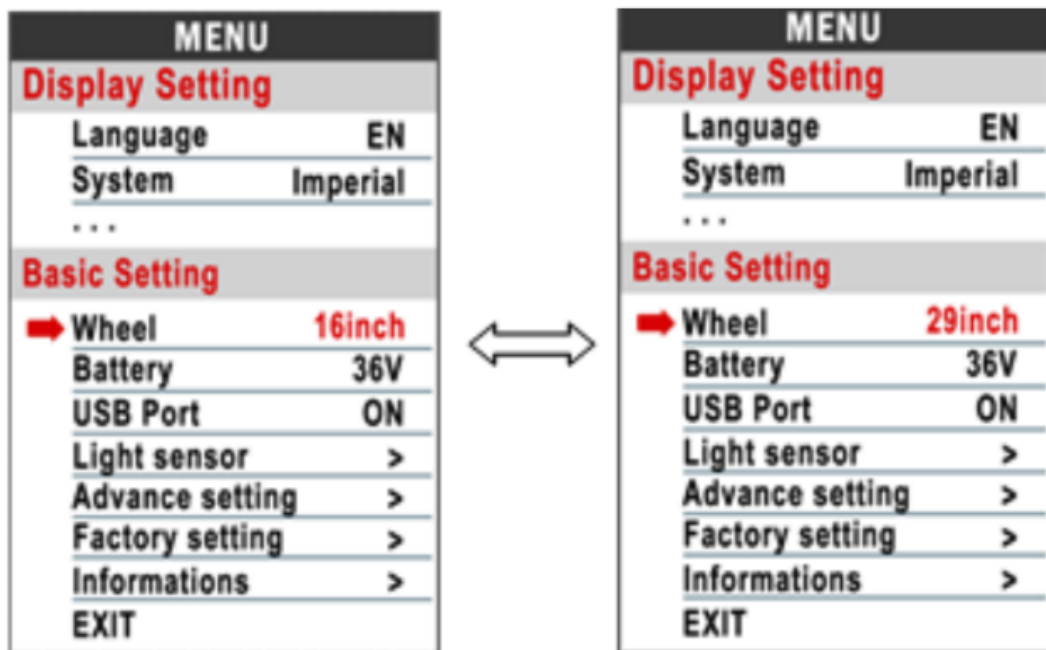 MENU
Display Setting
Language EN
System Imperial
...
Basic Setting
Wheel 16inch
Battery 36V
USB Port ON
Light sensor >
Advance setting >
Factory setting >
Informations >
EXIT
MENU
Display Setting
Language EN
System Imperial
...
Basic Setting
Wheel 29inch
Battery 36V
USB Port ON
Light sensor >
Advance setting >
Factory setting >
Informations >
EXIT